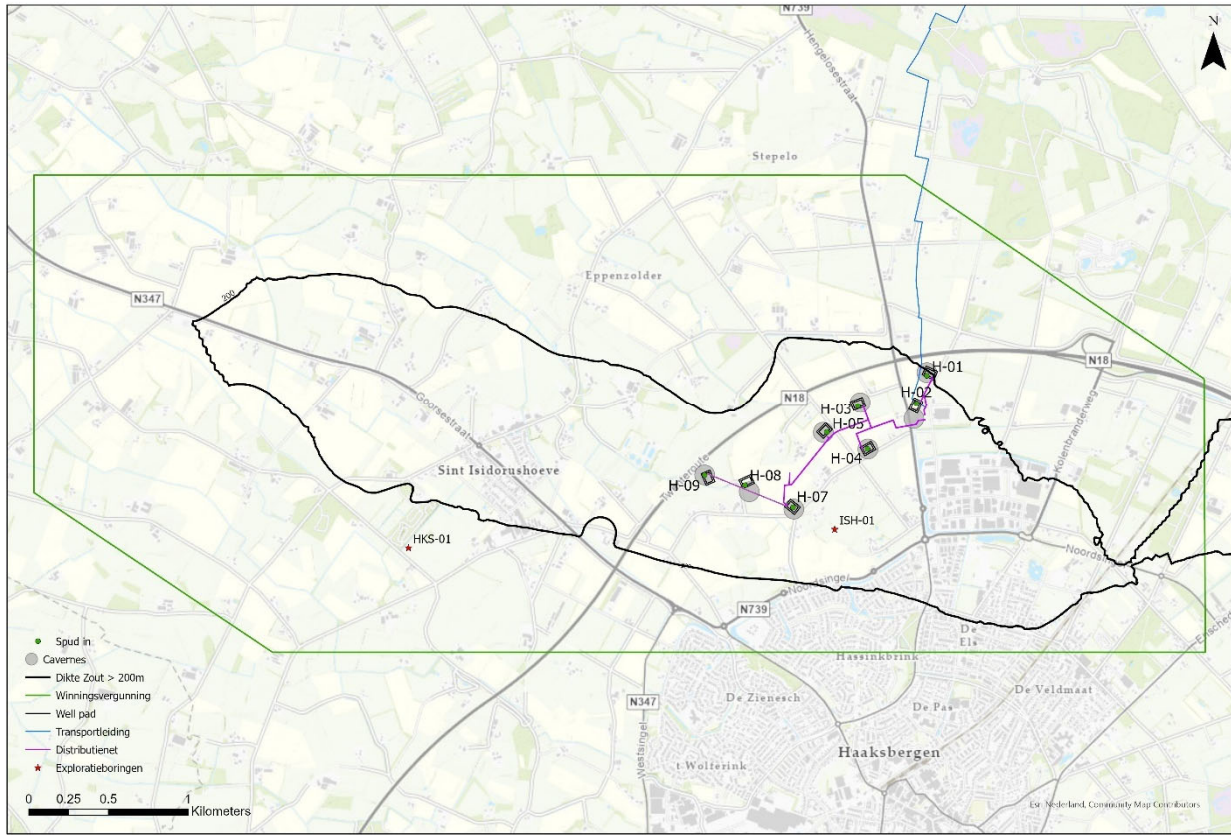 N739
Hengelosestraat
N
Stepelo
Eppenzolder
200
N347
N18
H-01
H-02
N18
H-03
H-05
H-04
Kolenbranderweg
Goorsestraat
Sint Isidorushoeve
H-09
H-08
H-07
ISH-01
HKS-01
Noordsingel
N739
De
Els
Hassinkbrink
De Veldmaat
De Zienesch
N347
De Pas
Westsingel
Haaksbergen
't Wolferink
Spud in
Cavernes
Dikte Zout > 200m
Winningsvergunning
Well pad
Transportleiding
Distributienet
Exploratieboringen
0 0.25 0.5 1
Kilometers
Esri Nederland, Community Map Contributors